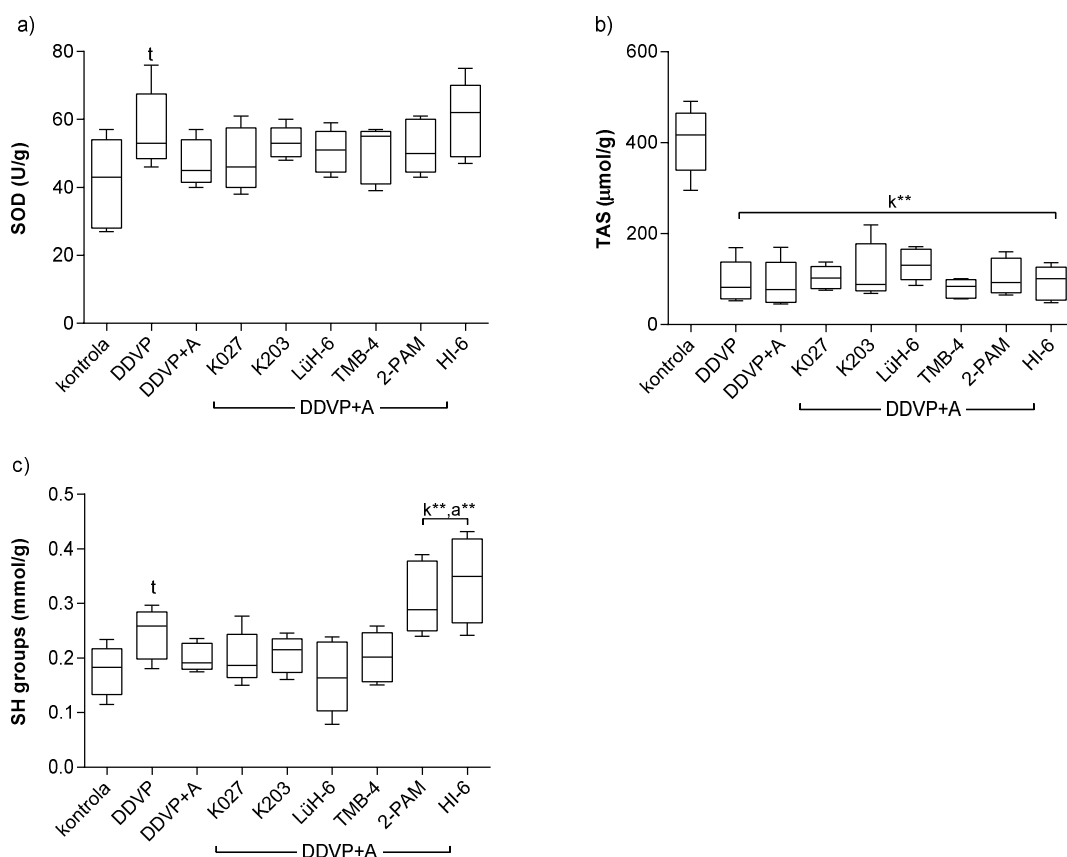 a)
SOD (U/g)
80
60
40
20
0
t
kontrola
DDVP
DDVP+A
K027
K203
LüH-6
TMB-4
2-PAM
HI-6
DDVP+A
b)
TAS (µmol/g)
600
400
200
0
k**
kontrola
DDVP
DDVP+A
K027
K203
LüH-6
TMB-4
2-PAM
HI-6
DDVP+A
c)
SH groups (mmol/g)
0.5
0.4
0.3
0.2
0.1
0.0
t
k**,a**
kontrola
DDVP
DDVP+A
K027
K203
LüH-6
TMB-4
2-PAM
HI-6
DDVP+A